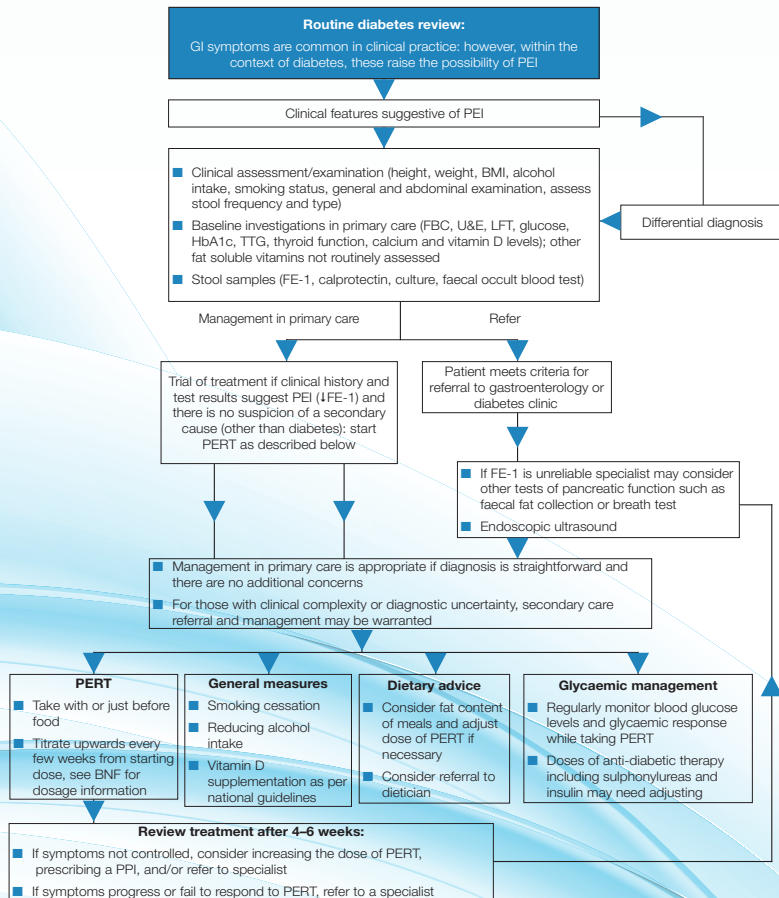 Routine diabetes review:
GI symptoms are common in clinical practice: however, within the
context of diabetes, these raise the possibility of PEI
Clinical features suggestive of PEI
■ Clinical assessment/examination (height, weight, BMI, alcohol
intake, smoking status, general and abdominal examination, assess
stool frequency and type)
■ Baseline investigations in primary care (FBC, U&E, LFT, glucose,
HbA1c, TTG, thyroid function, calcium and vitamin D levels); other
fat soluble vitamins not routinely assessed
■ Stool samples (FE-1, calprotectin, culture, faecal occult blood test)
Differential diagnosis
Management in primary care
Refer
Trial of treatment if clinical history and
test results suggest PEI (↓FE-1) and
there is no suspicion of a secondary
cause (other than diabetes): start
PERT as described below
Patient meets criteria for
referral to gastroenterology or
diabetes clinic
■ If FE-1 is unreliable specialist may consider
other tests of pancreatic function such as
faecal fat collection or breath test
■ Endoscopic ultrasound
■ Management in primary care is appropriate if diagnosis is straightforward and
there are no additional concerns
■ For those with clinical complexity or diagnostic uncertainty, secondary care
referral and management may be warranted
PERT
■ Take with or just before
food
■ Titrate upwards every
few weeks from starting
dose, see BNF for
dosage information
General measures
■ Smoking cessation
■ Reducing alcohol
intake
■ Vitamin D
supplementation as per
national guidelines
Dietary advice
■ Consider fat content
of meals and adjust
dose of PERT if
necessary
■ Consider referral to
dietician
Glycaemic management
■ Regularly monitor blood glucose
levels and glycaemic response
while taking PERT
■ Doses of anti-diabetic therapy
including sulphonylureas and
insulin may need adjusting
Review treatment after 4–6 weeks:
■ If symptoms not controlled, consider increasing the dose of PERT,
prescribing a PPI, and/or refer to specialist
■ If symptoms progress or fail to respond to PERT, refer to a specialist